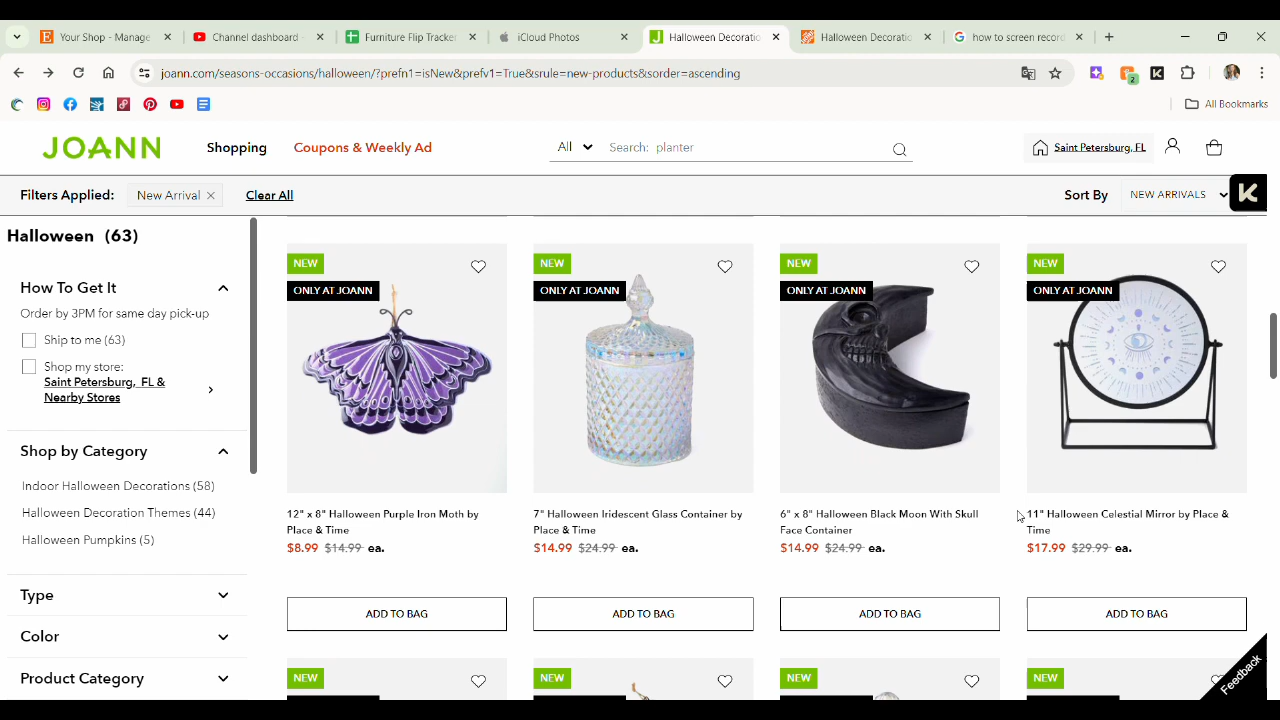 Your Shop - Manage
Channel dashboard
Furniture Flip Tracker
iCloud Photos
Halloween Decoratio
Halloween Decoratio
how to screen record
joann.com/seasons-occasions/halloween/?prefn1=isNew&prefv1=True&srule=new-products&sorder=ascending
2
All Bookmarks
JOANN
Shopping
Coupons & Weekly Ad
All
Search: planter
Saint Petersburg, FL
Filters Applied:
New Arrival
Clear All
Sort By
NEW ARRIVALS
K
Halloween (63)
How To Get It
Order by 3PM for same day pick-up
Ship to me (63)
Shop my store:
Saint Petersburg, FL &
Nearby Stores
Shop by Category
Indoor Halloween Decorations (58)
Halloween Decoration Themes (44)
Halloween Pumpkins (5)
Type
Color
Product Category
NEW
ONLY AT JOANN
12" x 8" Halloween Purple Iron Moth by
Place & Time
$8.99 $14.99 ea.
ADD TO BAG
NEW
ONLY AT JOANN
7" Halloween Iridescent Glass Container by
Place & Time
$14.99 $24.99 ea.
ADD TO BAG
NEW
ONLY AT JOANN
6" x 8" Halloween Black Moon With Skull
Face Container
$14.99 $24.99 ea.
ADD TO BAG
NEW
ONLY AT JOANN
11" Halloween Celestial Mirror by Place &
Time
$17.99 $29.99 ea.
ADD TO BAG
NEW
NEW
NEW
NEW
Feedback